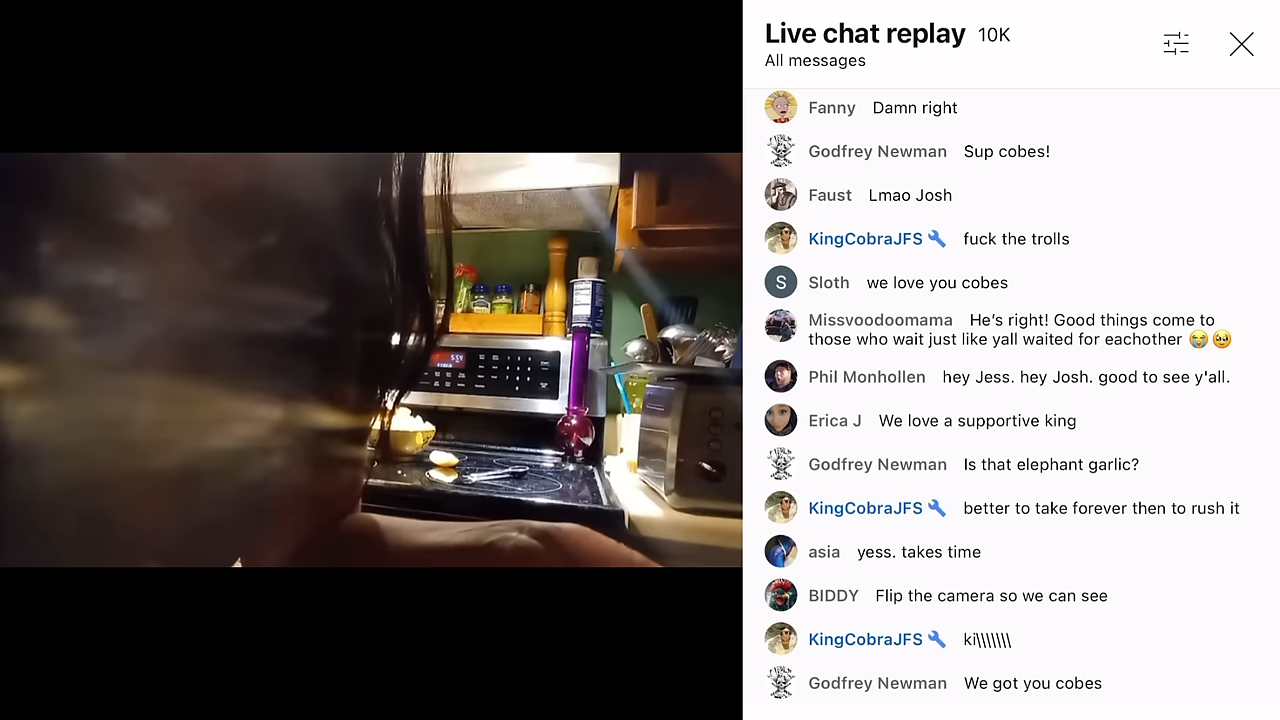 Live chat replay 10K
All messages
Fanny Damn right
Godfrey Newman Sup cobes!
Faust Lmao Josh
KingCobraJFS fuck the trolls
S Sloth we love you cobes
Missvoodoomama He’s right! Good things come to
those who wait just like yall waited for eachother 😭 🥹
Phil Monhollen hey Jess. hey Josh. good to see y'all.
Erica J We love a supportive king
Godfrey Newman Is that elephant garlic?
KingCobraJFS better to take forever then to rush it
asia yess. takes time
BIDDY Flip the camera so we can see
KingCobraJFS ki\\\\\\\
Godfrey Newman We got you cobes